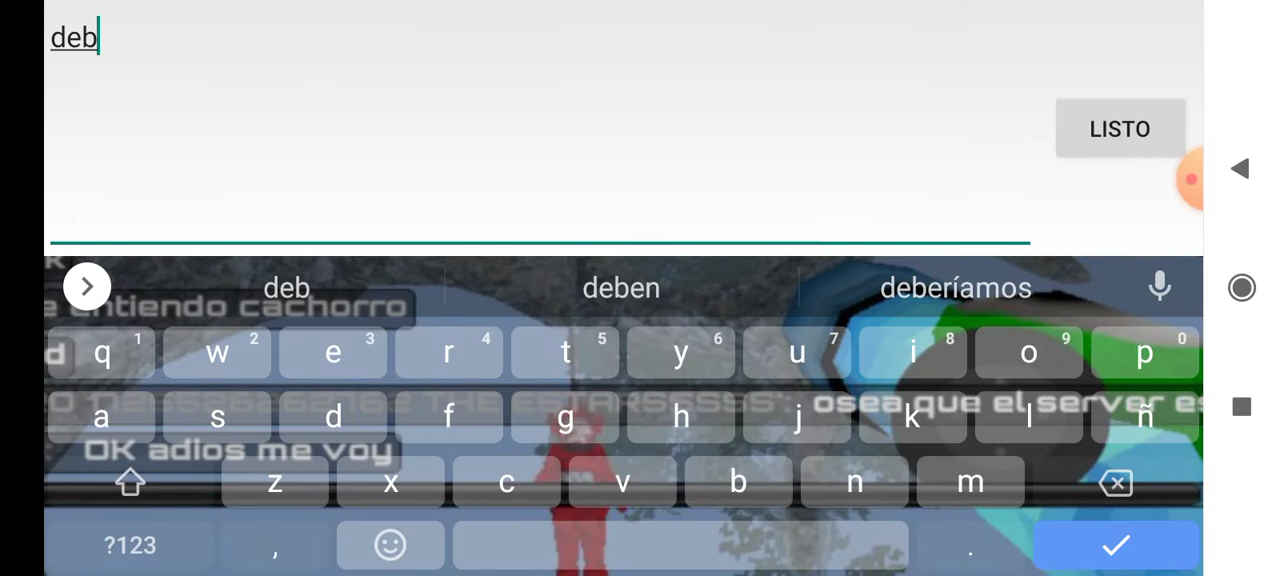 deb
LISTO
deb deben deberíamos
entiendo cachorro
d
q 1 w 2 e 3 r 4 t 5 y 6 u 7 i 8 o 9 p 0
THE osea que el server es
a s d f g h j k l ñ
OK adios me voy
z x c v b n m
?123 , .